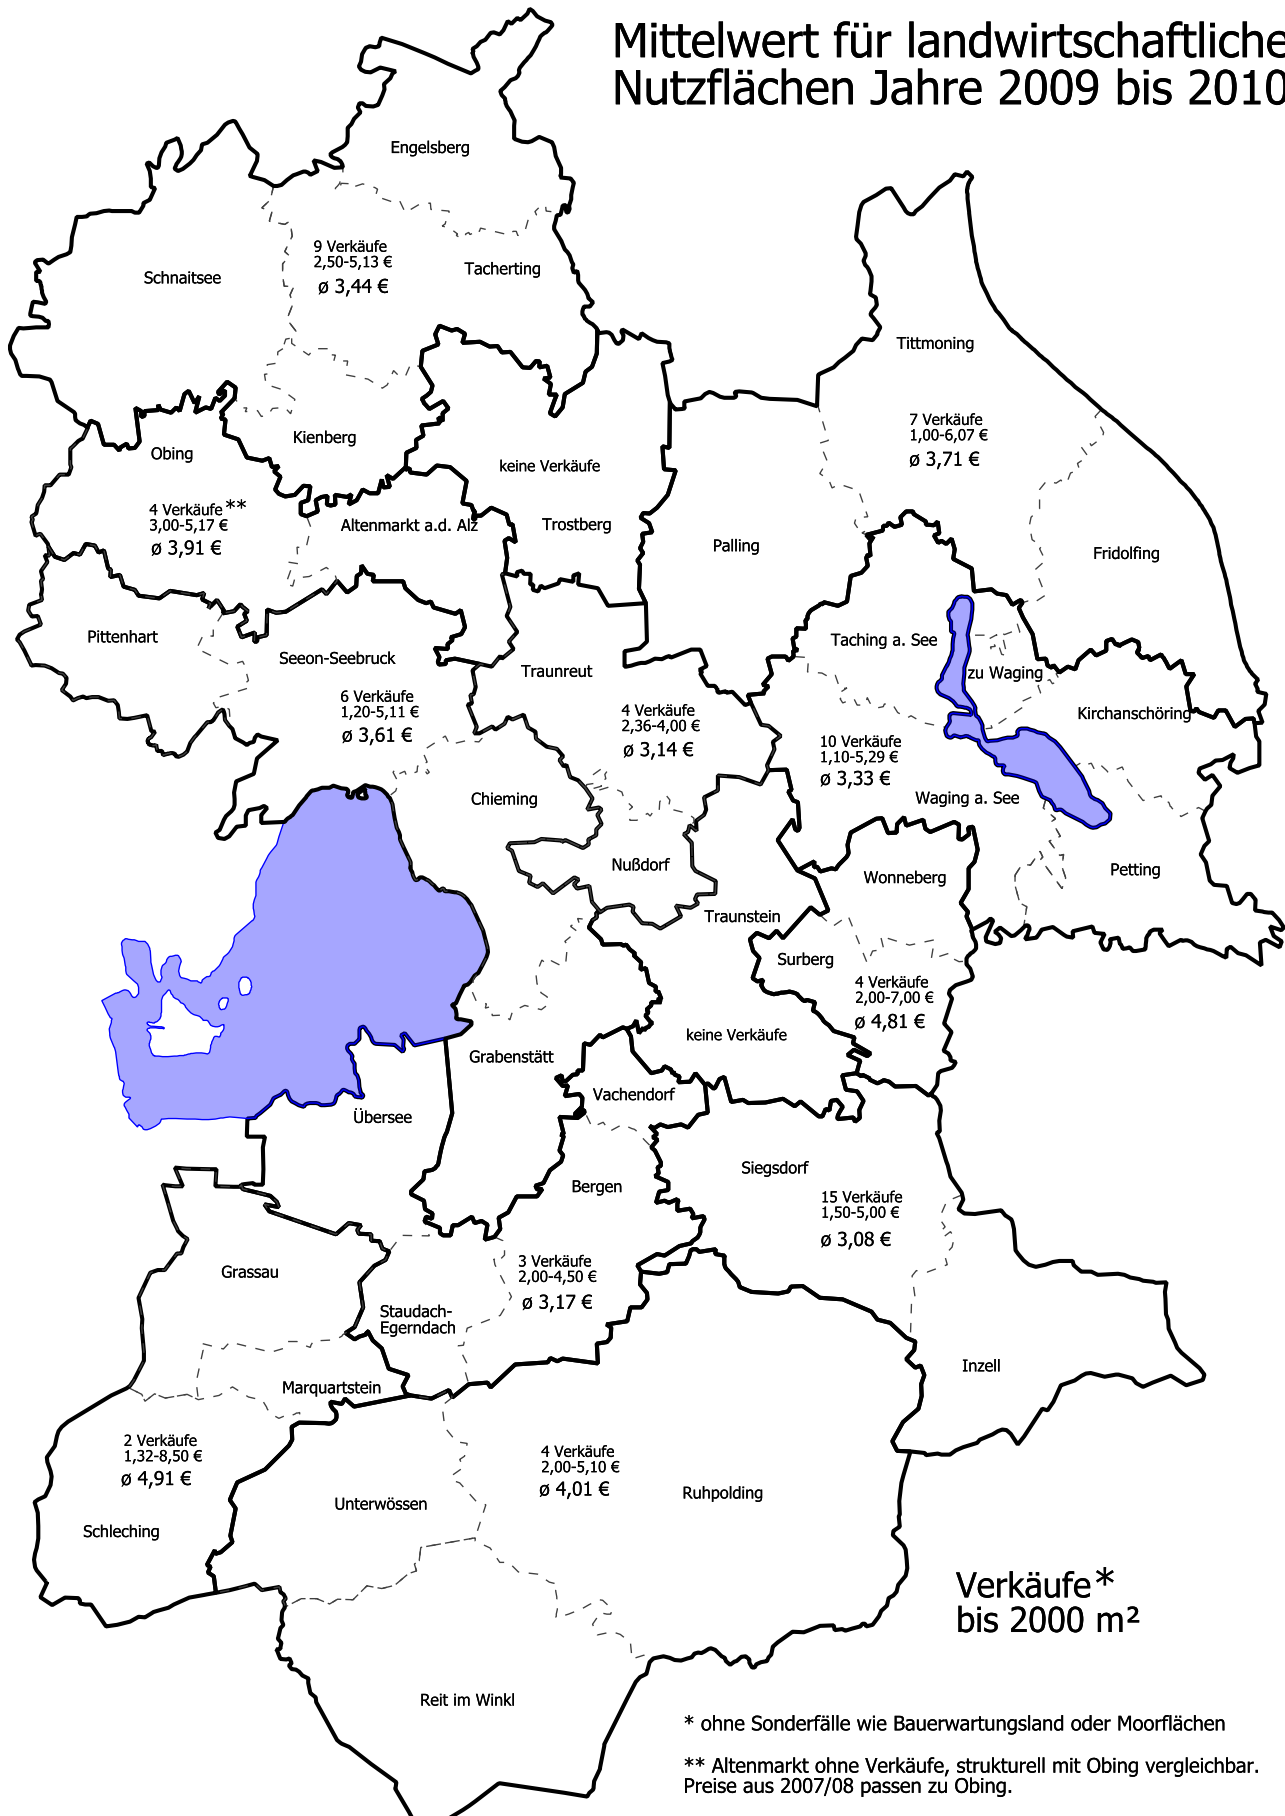 Mittelwert für landwirtschaftliche
Nutzflächen Jahre 2009 bis 2010
Engelsberg
9 Verkäufe
2,50-5,13 €
ø 3,44 €
Tacherting
Schnaitsee
Tittmoning
7 Verkäufe
1,00-6,07 €
ø 3,71 €
Kienberg
Obing
keine Verkäufe
4 Verkäufe**
3,00-5,17 €
ø 3,91 €
Altenmarkt a.d. Alz
Trostberg
Palling
Fridolfing
Pittenhart
Seeon-Seebruck
Traunreut
Taching a. See
zu Waging
6 Verkäufe
1,20-5,11 €
ø 3,61 €
4 Verkäufe
2,36-4,00 €
ø 3,14 €
Kirchanschöring
10 Verkäufe
1,10-5,29 €
ø 3,33 €
Chieming
Waging a. See
Nußdorf
Wonneberg
Petting
Traunstein
Surberg
4 Verkäufe
2,00-7,00 €
ø 4,81 €
keine Verkäufe
Grabenstätt
Vachendorf
Übersee
Siegsdorf
Bergen
15 Verkäufe
1,50-5,00 €
ø 3,08 €
Grassau
3 Verkäufe
2,00-4,50 €
ø 3,17 €
Staudach-
Egerndach
Inzell
Marquartstein
2 Verkäufe
1,32-8,50 €
ø 4,91 €
4 Verkäufe
2,00-5,10 €
ø 4,01 €
Ruhpolding
Unterwössen
Schleching
Verkäufe*
bis 2000 m²
Reit im Winkl
* ohne Sonderfälle wie Bauerwartungsland oder Moorflächen
** Altenmarkt ohne Verkäufe, strukturell mit Obing vergleichbar.
Preise aus 2007/08 passen zu Obing.